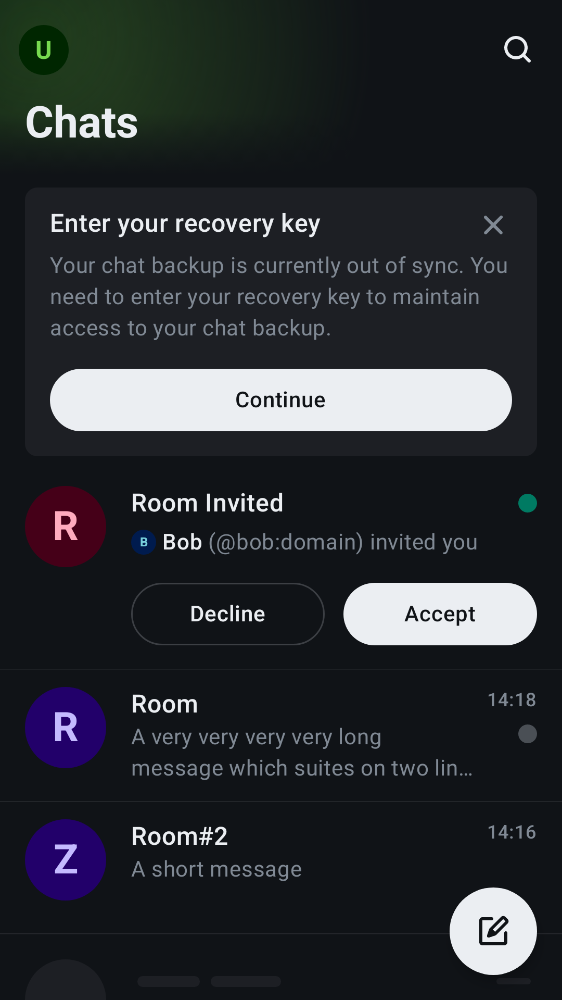 U
Chats
Enter your recovery key
Your chat backup is currently out of sync. You
need to enter your recovery key to maintain
access to your chat backup.
Continue
R
Room Invited
B Bob (@bob:domain) invited you
Decline
Accept
R
Room
14:18
A very very very very long
message which suites on two lin…
Z
Room#2
14:16
A short message